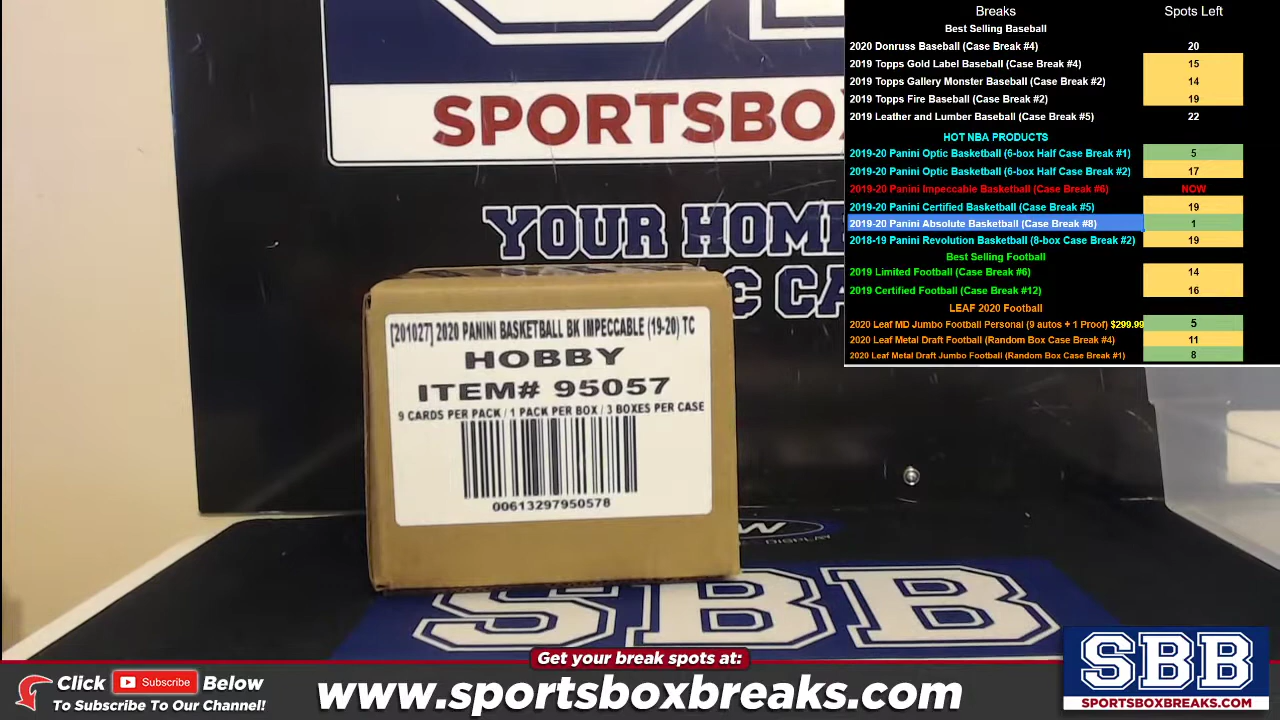 SPORTSBO
YOUR HOM
C CA
[201027] 2020 PANINI BASKETBALL BK IMPECCABLE (19-20) TC
HOBBY
ITEM# 95057
9 CARDS PER PACK / 1 PACK PER BOX / 3 BOXES PER CASE
00613297950578
W
DISPLAY
SBB
Breaks Spots Left
Best Selling Baseball
2020 Donruss Baseball (Case Break #4) 20
2019 Topps Gold Label Baseball (Case Break #4) 15
2019 Topps Gallery Monster Baseball (Case Break #2) 14
2019 Topps Fire Baseball (Case Break #2) 19
2019 Leather and Lumber Baseball (Case Break #5) 22
HOT NBA PRODUCTS
2019-20 Panini Optic Basketball (6-box Half Case Break #1) 5
2019-20 Panini Optic Basketball (6-box Half Case Break #2) 17
2019-20 Panini Impeccable Basketball (Case Break #6) NOW
2019-20 Panini Certified Basketball (Case Break #5) 19
2019-20 Panini Absolute Basketball (Case Break #8) 1
2018-19 Panini Revolution Basketball (8-box Case Break #2) 19
Best Selling Football
2019 Limited Football (Case Break #6) 14
2019 Certified Football (Case Break #12) 16
LEAF 2020 Football
2020 Leaf MD Jumbo Football Personal (9 autos + 1 Proof) $299.99 5
2020 Leaf Metal Draft Football (Random Box Case Break #4) 11
2020 Leaf Metal Draft Jumbo Football (Random Box Case Break #1) 8
Get your break spots at:
Click Subscribe Below
To Subscribe To Our Channel!
www.sportsboxbreaks.com
SBB
SPORTSBOXBREAKS.COM